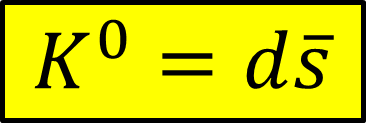 K⁰ = ds̄